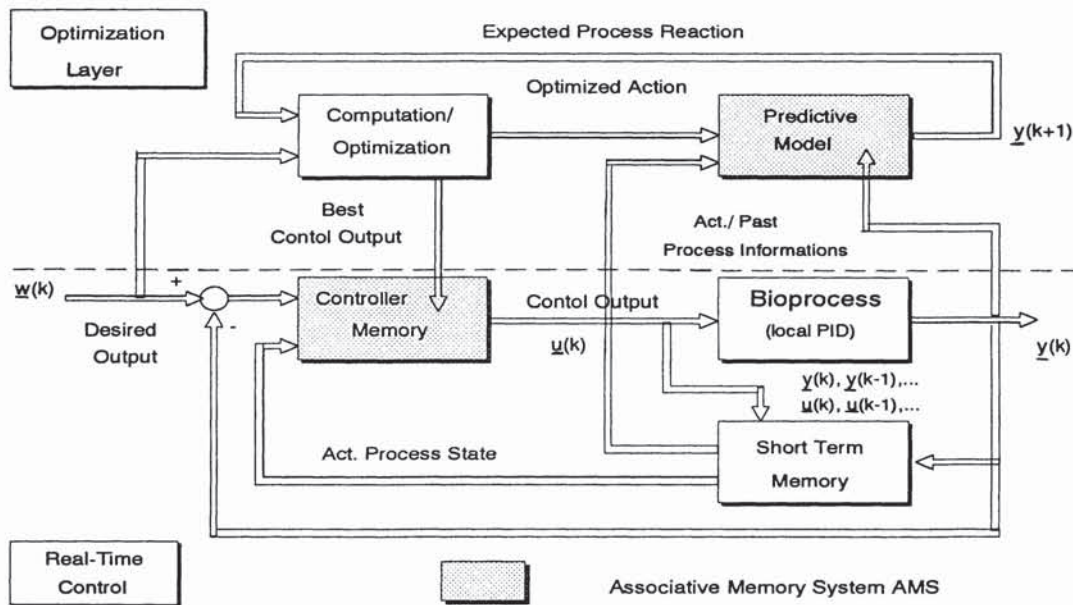 Optimization
Layer
Expected Process Reaction
Optimized Action
Computation/
Optimization
Predictive
Model
y(k+1)
Best
Contol Output
Act./ Past
Process Informations
w(k)
+
-
Desired
Output
Controller
Memory
Contol Output
u(k)
Bioprocess
(local PID)
y(k)
y(k), y(k-1),...
u(k), u(k-1),...
Act. Process State
Short Term
Memory
Real-Time
Control
Associative Memory System AMS